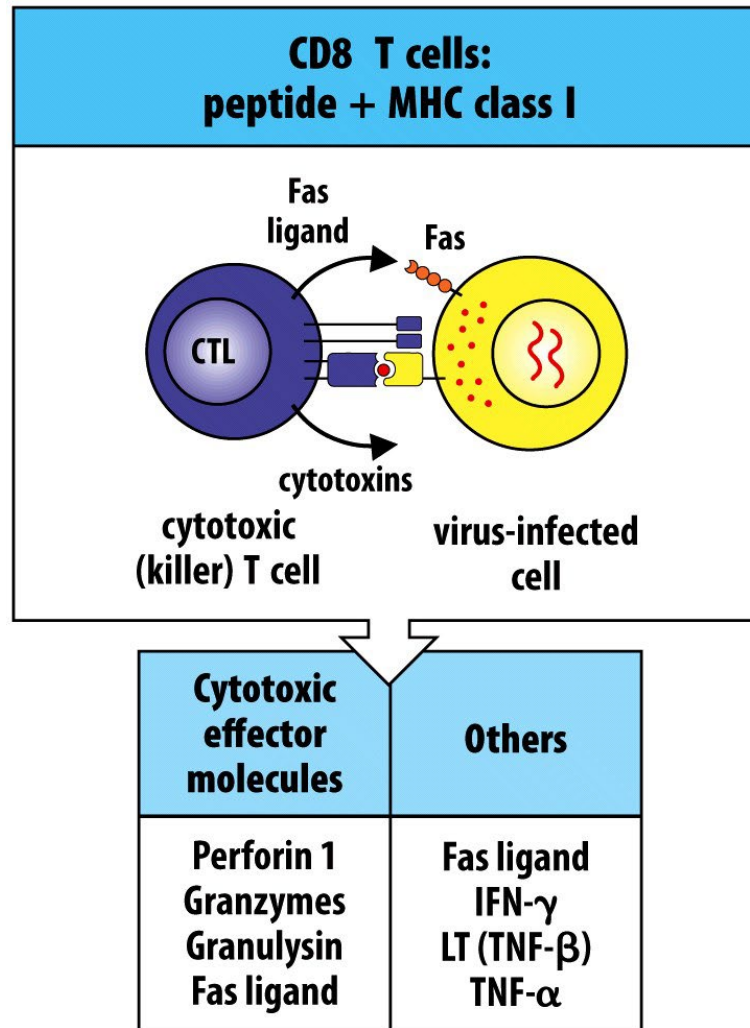 CD8 T cells:
peptide + MHC class I
Fas
ligand
Fas
CTL
cytotoxins
cytotoxic
(killer) T cell
virus-infected
cell
Cytotoxic
effector
molecules
Others
Perforin 1
Granzymes
Granulysin
Fas ligand
Fas ligand
IFN-γ
LT (TNF-β)
TNF-α